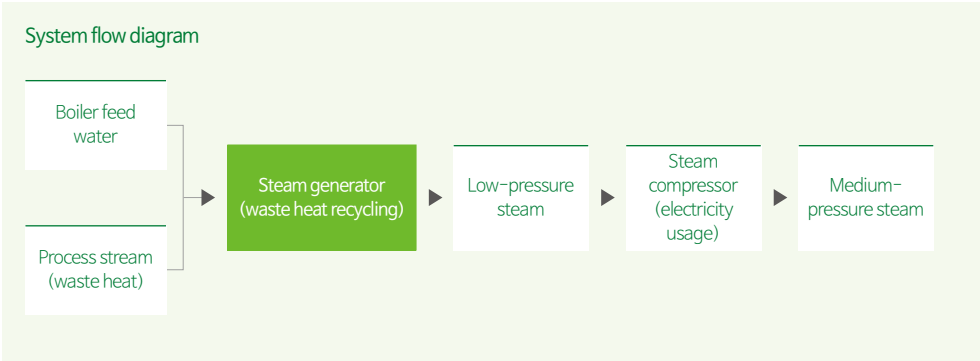 System flow diagram
Boiler feed
water
Process stream
(waste heat)
Steam generator
(waste heat recycling)
Low-pressure
steam
Steam
compressor
(electricity
usage)
Medium-
pressure steam